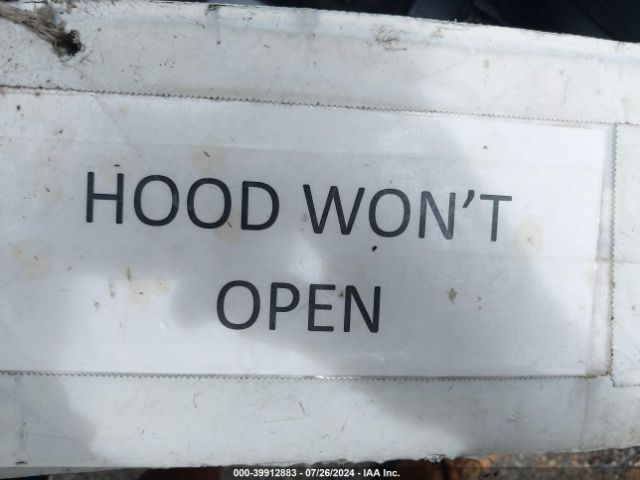 HOOD WON'T
OPEN
000-39912883 / 07/26/2024 - IAA Inc.